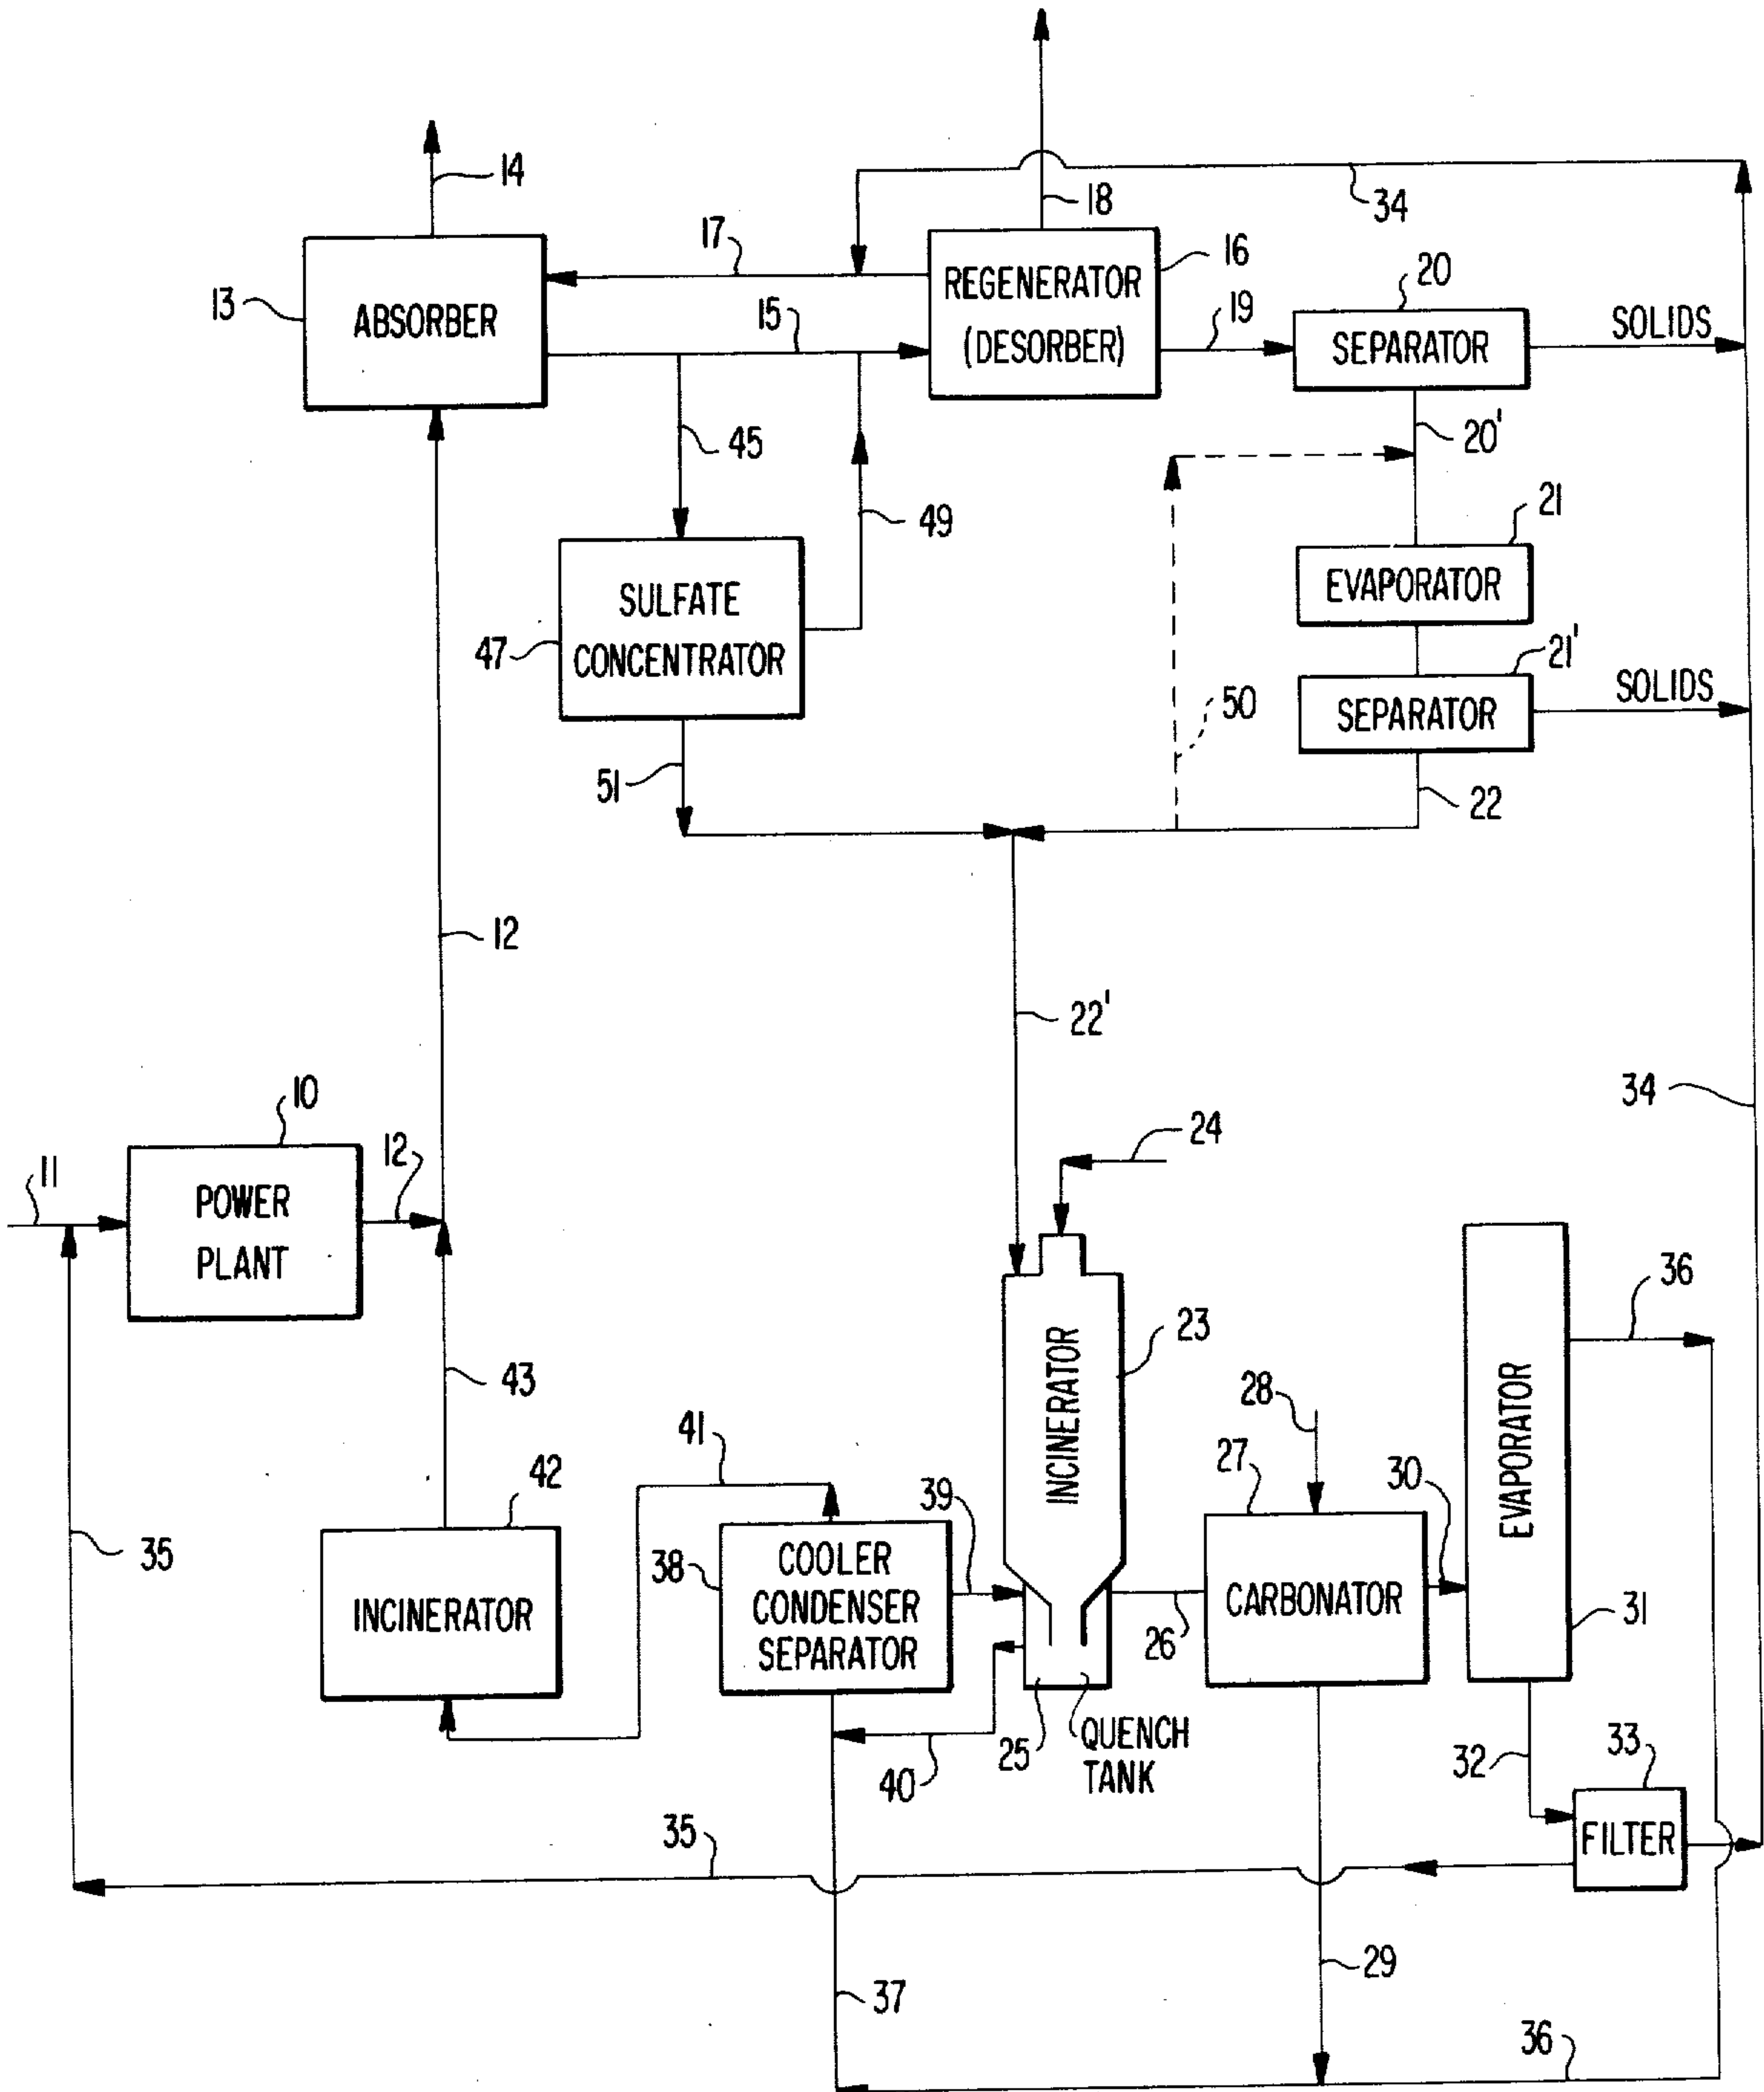 14
18
34
17
16
20
13
ABSORBER
REGENERATOR
(DESORBER)
15
19
SEPARATOR
SOLIDS
45
20'
49
21
SULFATE
CONCENTRATOR
47
EVAPORATOR
21'
50
SEPARATOR
SOLIDS
51
22
12
22'
34
10
24
11
12
POWER
PLANT
36
23
INCINERATOR
43
28
41
27
EVAPORATOR
42
39
30
35
38
COOLER
CONDENSER
SEPARATOR
INCINERATOR
CARBONATOR
31
26
25
QUENCH
TANK
40
32
33
35
FILTER
29
37
36